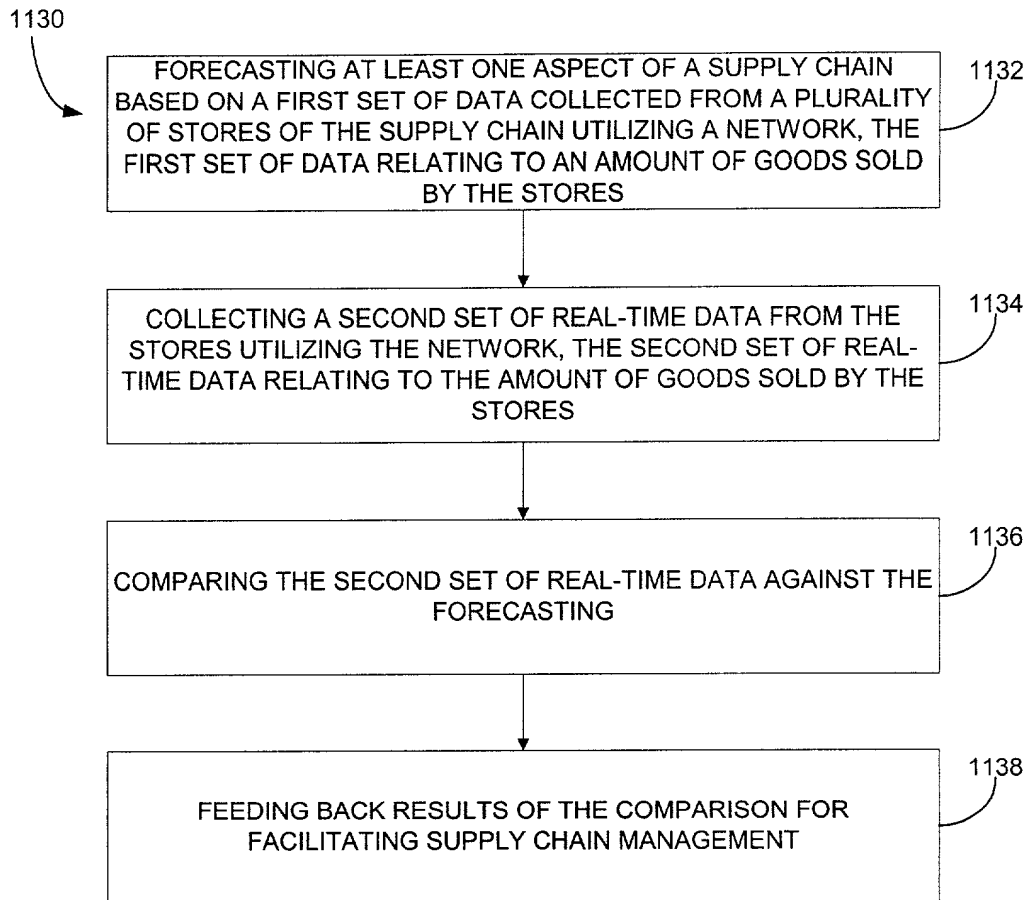 1130
FORECASTING AT LEAST ONE ASPECT OF A SUPPLY CHAIN
BASED ON A FIRST SET OF DATA COLLECTED FROM A PLURALITY
OF STORES OF THE SUPPLY CHAIN UTILIZING A NETWORK, THE
FIRST SET OF DATA RELATING TO AN AMOUNT OF GOODS SOLD
BY THE STORES
1132
COLLECTING A SECOND SET OF REAL-TIME DATA FROM THE
STORES UTILIZING THE NETWORK, THE SECOND SET OF REAL-
TIME DATA RELATING TO THE AMOUNT OF GOODS SOLD BY THE
STORES
1134
COMPARING THE SECOND SET OF REAL-TIME DATA AGAINST THE
FORECASTING
1136
FEEDING BACK RESULTS OF THE COMPARISON FOR
FACILITATING SUPPLY CHAIN MANAGEMENT
1138